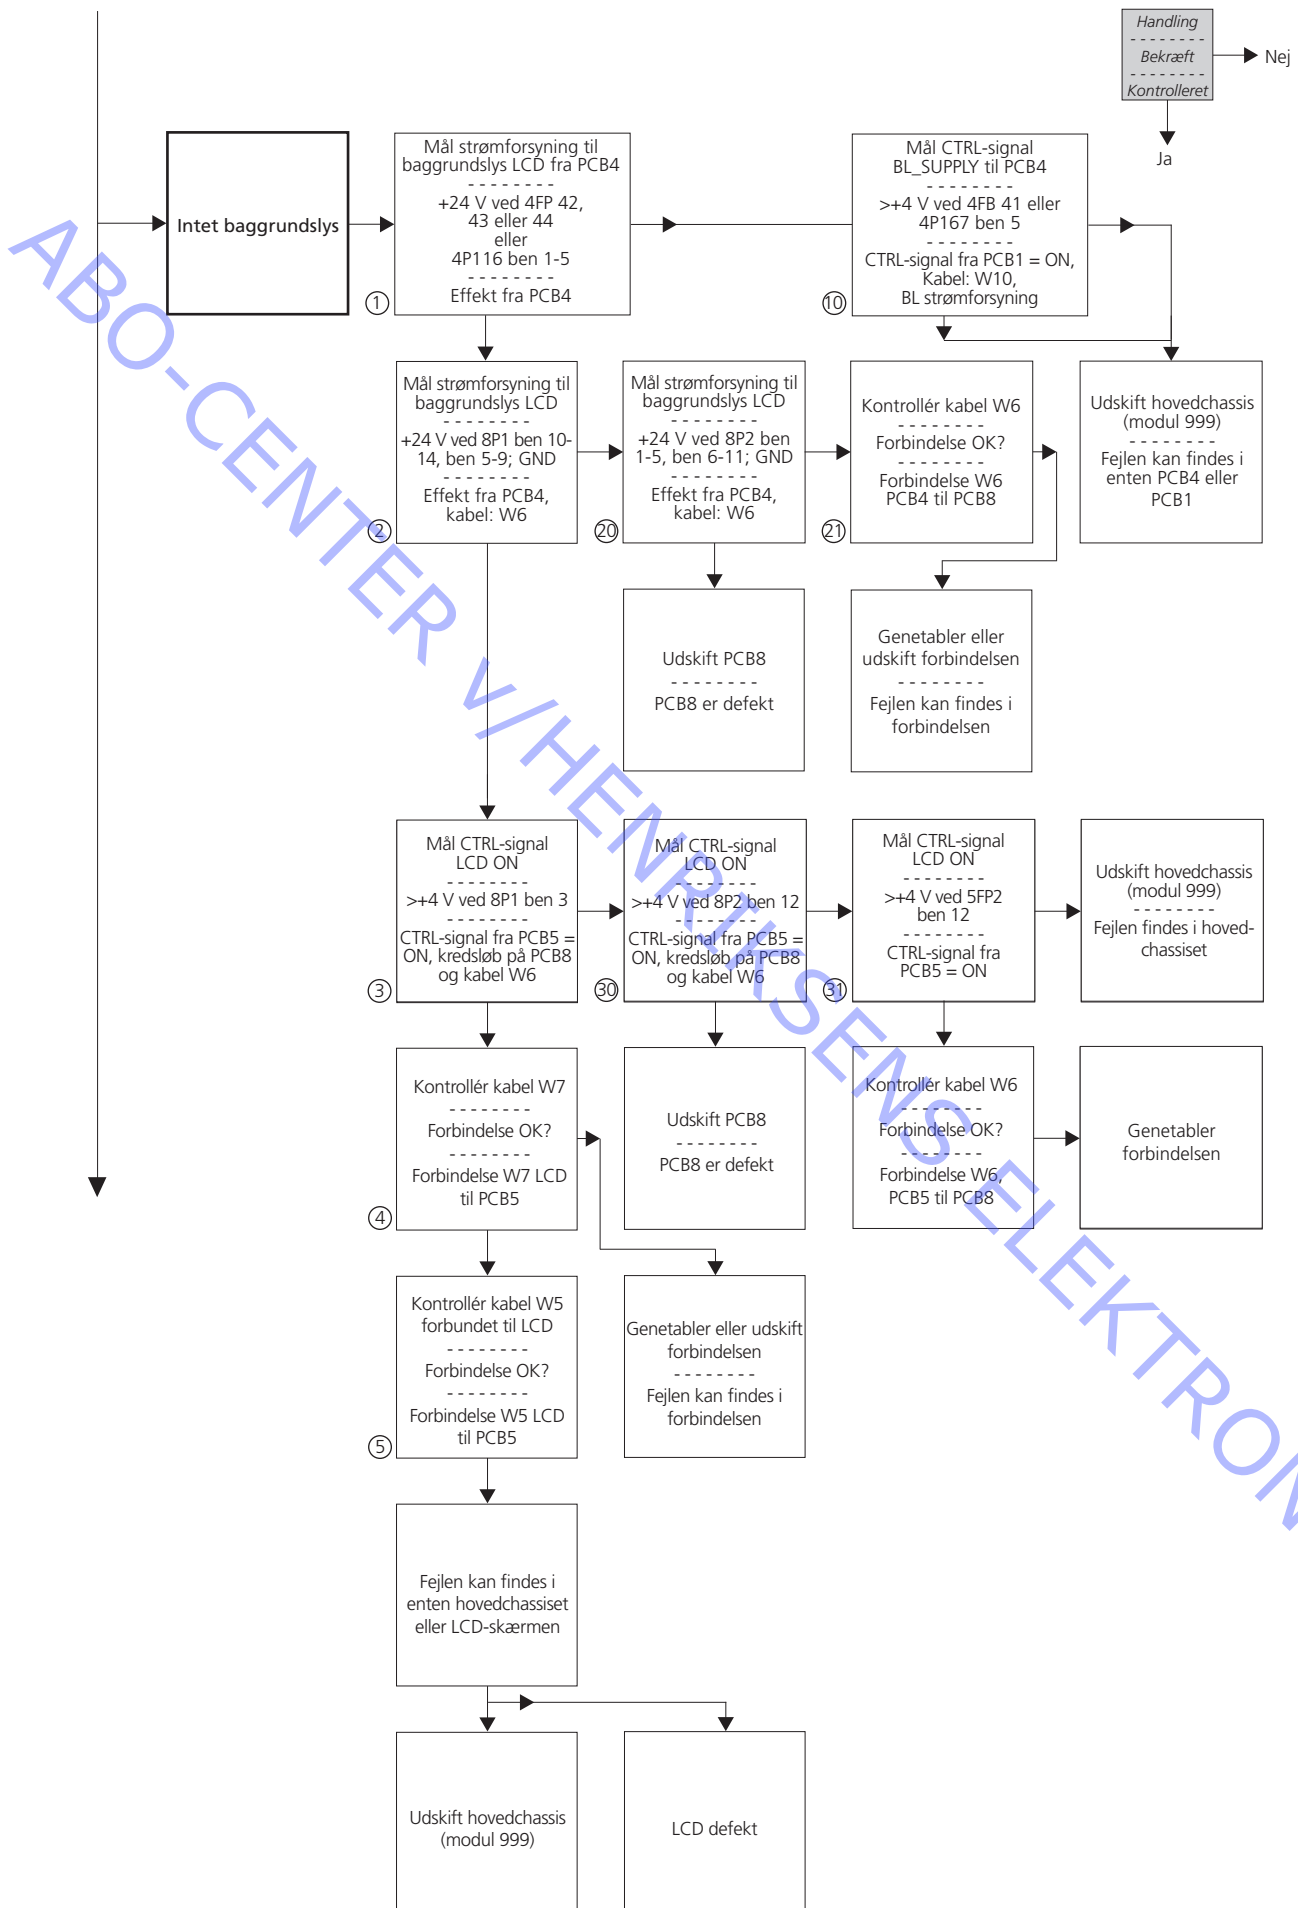 Handling
Bekræft
Kontrolleret
Nej
Ja
Intet baggrundslys
Mål strømforsyning til
baggrundslys LCD fra PCB4
+24 V ved 4FP 42,
43 eller 44
eller
4P116 ben 1-5
Effekt fra PCB4
1
Mål CTRL-signal
BL_SUPPLY til PCB4
>+4 V ved 4FB 41 eller
4P167 ben 5
CTRL-signal fra PCB1 = ON,
Kabel: W10,
BL strømforsyning
10
Mål strømforsyning til
baggrundslys LCD
+24 V ved 8P1 ben 10-
14, ben 5-9; GND
Effekt fra PCB4,
kabel: W6
2
Mål strømforsyning til
baggrundslys LCD
+24 V ved 8P2 ben
1-5, ben 6-11; GND
Effekt fra PCB4,
kabel: W6
20
Kontrollér kabel W6
Forbindelse OK?
Forbindelse W6
PCB4 til PCB8
21
Udskift hovedchassis
(modul 999)
Fejlen kan findes i
enten PCB4 eller
PCB1
Udskift PCB8
PCB8 er defekt
Genetabler eller
udskift forbindelsen
Fejlen kan findes i
forbindelsen
Mål CTRL-signal
LCD ON
>+4 V ved 8P1 ben 3
CTRL-signal fra PCB5 =
ON, kredsløb på PCB8
og kabel W6
3
Mål CTRL-signal
LCD ON
>+4 V ved 8P2 ben 12
CTRL-signal fra PCB5 =
ON, kredsløb på PCB8
og kabel W6
30
Mål CTRL-signal
LCD ON
>+4 V ved 5FP2
ben 12
CTRL-signal fra
PCB5 = ON
31
Udskift hovedchassis
(modul 999)
Fejlen findes i hoved-
chassiset
Kontrollér kabel W7
Forbindelse OK?
Forbindelse W7 LCD
til PCB5
4
Udskift PCB8
PCB8 er defekt
Kontrollér kabel W6
Forbindelse OK?
Forbindelse W6,
PCB5 til PCB8
Genetabler
forbindelsen
Kontrollér kabel W5
forbundet til LCD
Forbindelse OK?
Forbindelse W5 LCD
til PCB5
5
Genetabler eller udskift
forbindelsen
Fejlen kan findes i
forbindelsen
Fejlen kan findes i
enten hovedchassiset
eller LCD-skærmen
Udskift hovedchassis
(modul 999)
LCD defekt
ABO-CENTER v/HENRIKSENS ELEKTRON